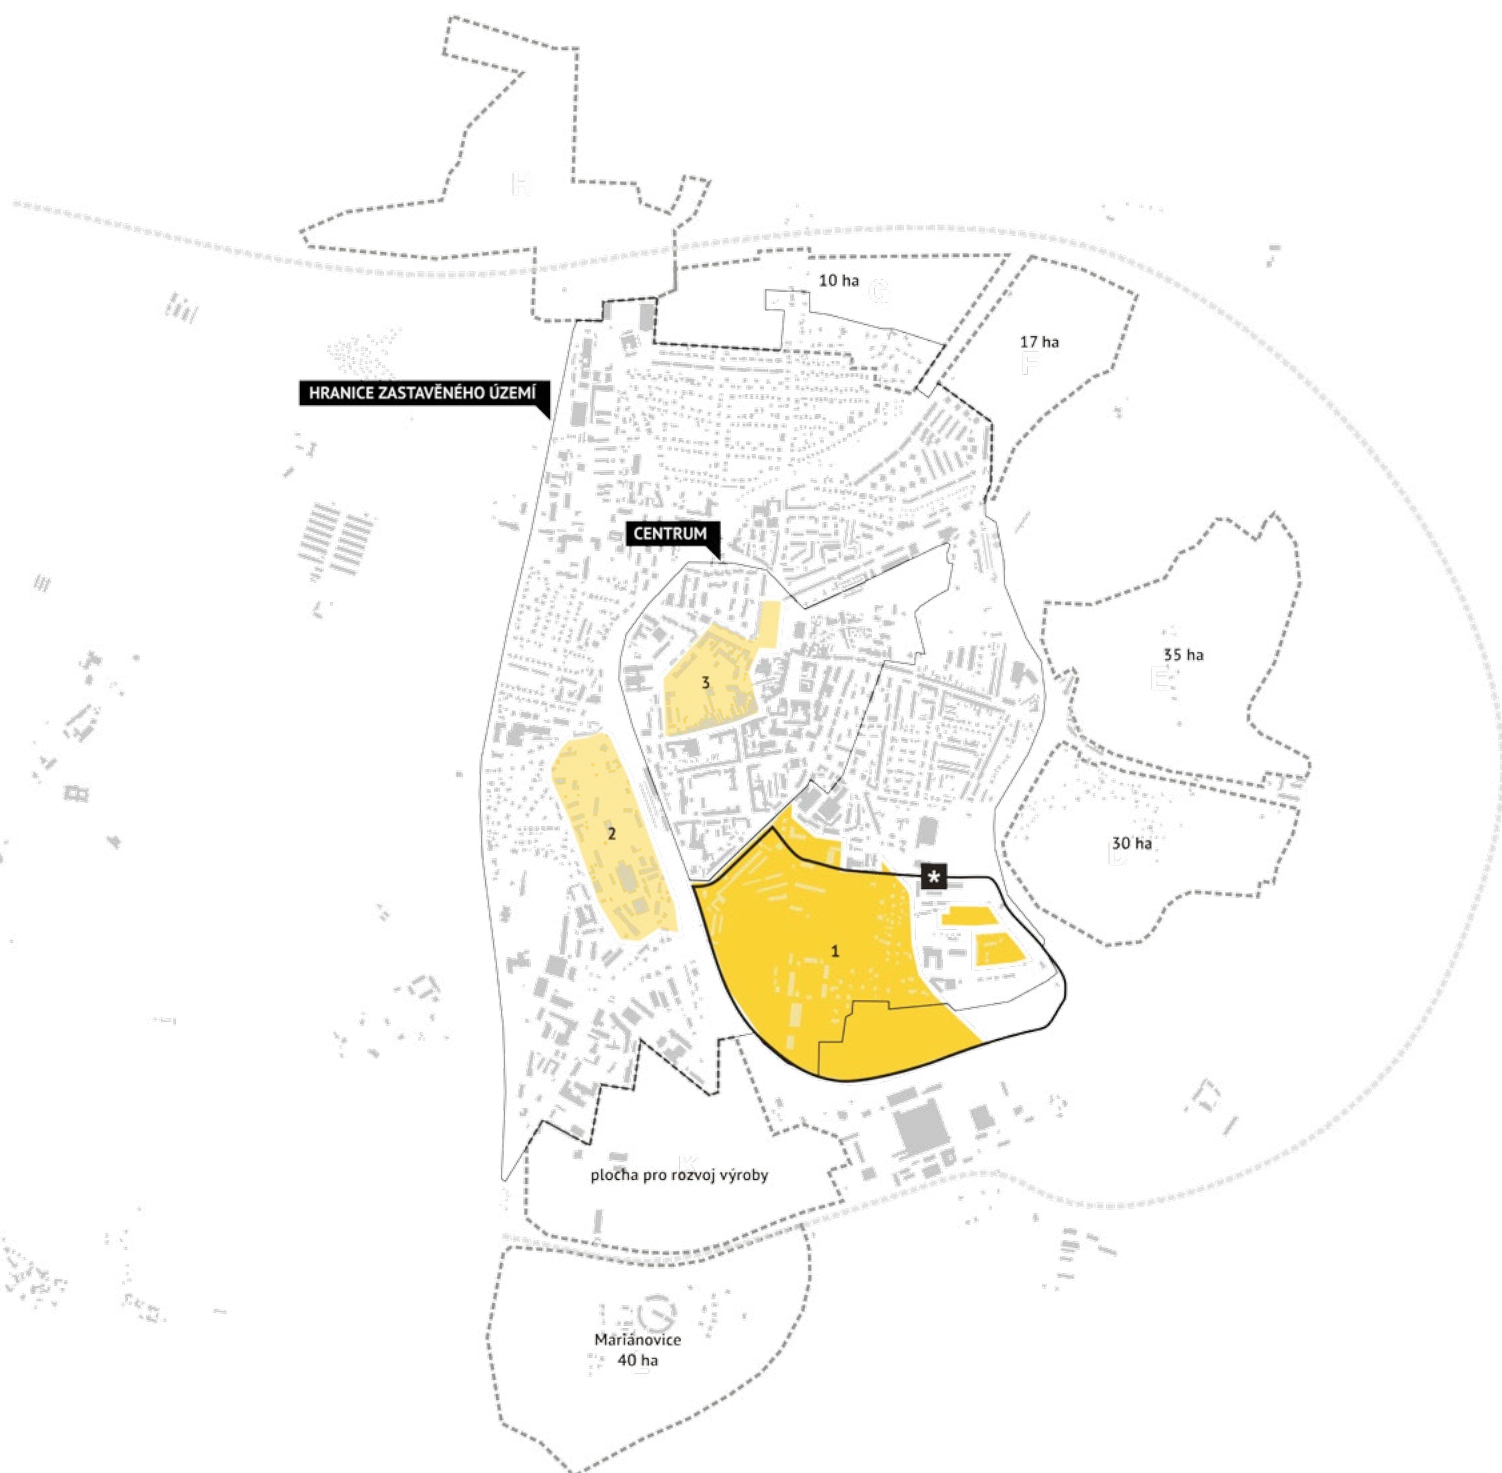 H
10 ha
G
17 ha
F
HRANICE ZASTAVĚNÉHO ÚZEMÍ
CENTRUM
35 ha
E
3
2
30 ha
D
*
1
K
plocha pro rozvoj výroby
Mariánovice
40 ha
L